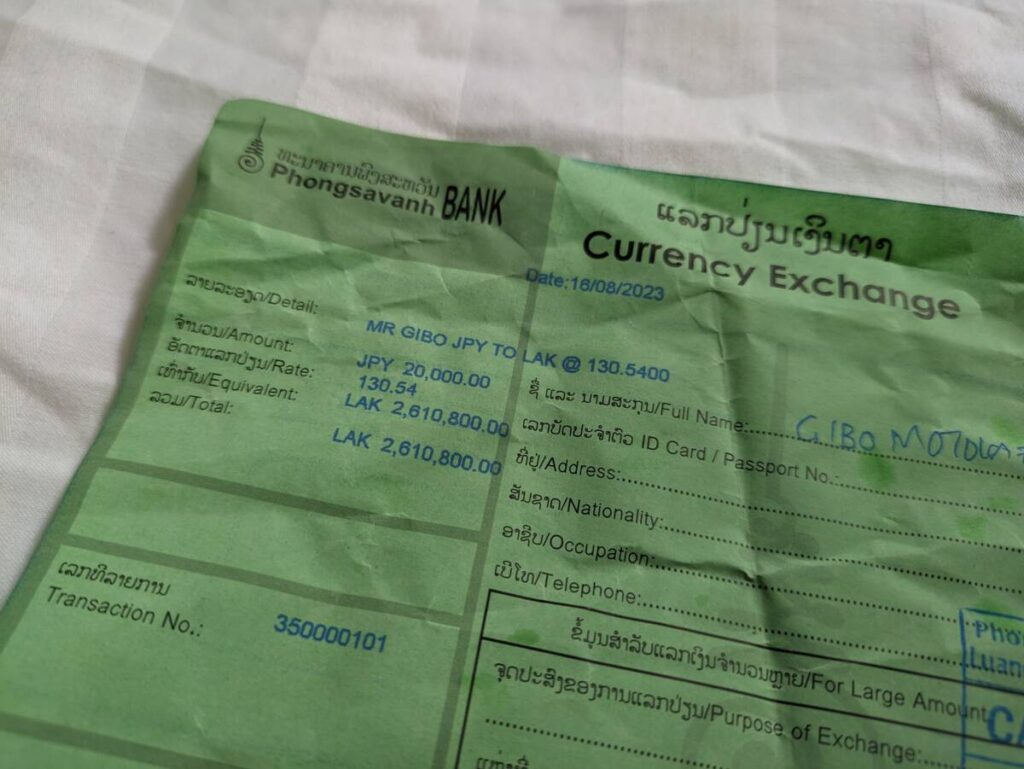 ທະນາຄານພົງສະຫວັນ
Phongsavanh BANK
ແລກປ່ຽນເງິນຕາ
Currency Exchange
Date:16/08/2023
ລາຍລະອຽດ/Detail:
MR GIBO JPY TO LAK @ 130.5400
ຈຳນວນ/Amount: JPY 20,000.00
ອັດຕາແລກປ່ຽນ/Rate: 130.54
ເທົ່າກັບ/Equivalent: LAK 2,610,800.00
ລວມ/Total: LAK 2,610,800.00
ເລກທີລາຍການ
Transaction No.: 350000101
ຊື່ ແລະ ນາມສະກຸນ/Full Name: GIBO
ເລກບັດປະຈຳຕົວ ID Card / Passport No.:
ທີ່ຢູ່/Address:
ສັນຊາດ/Nationality:
ອາຊີບ/Occupation:
ເບີໂທ/Telephone:
ຂໍ້ມູນສຳລັບແລກເງິນຈຳນວນຫຼາຍ/For Large Amount
ຈຸດປະສົງຂອງການແລກປ່ຽນ/Purpose of Exchange:
Pho
Luan
CA